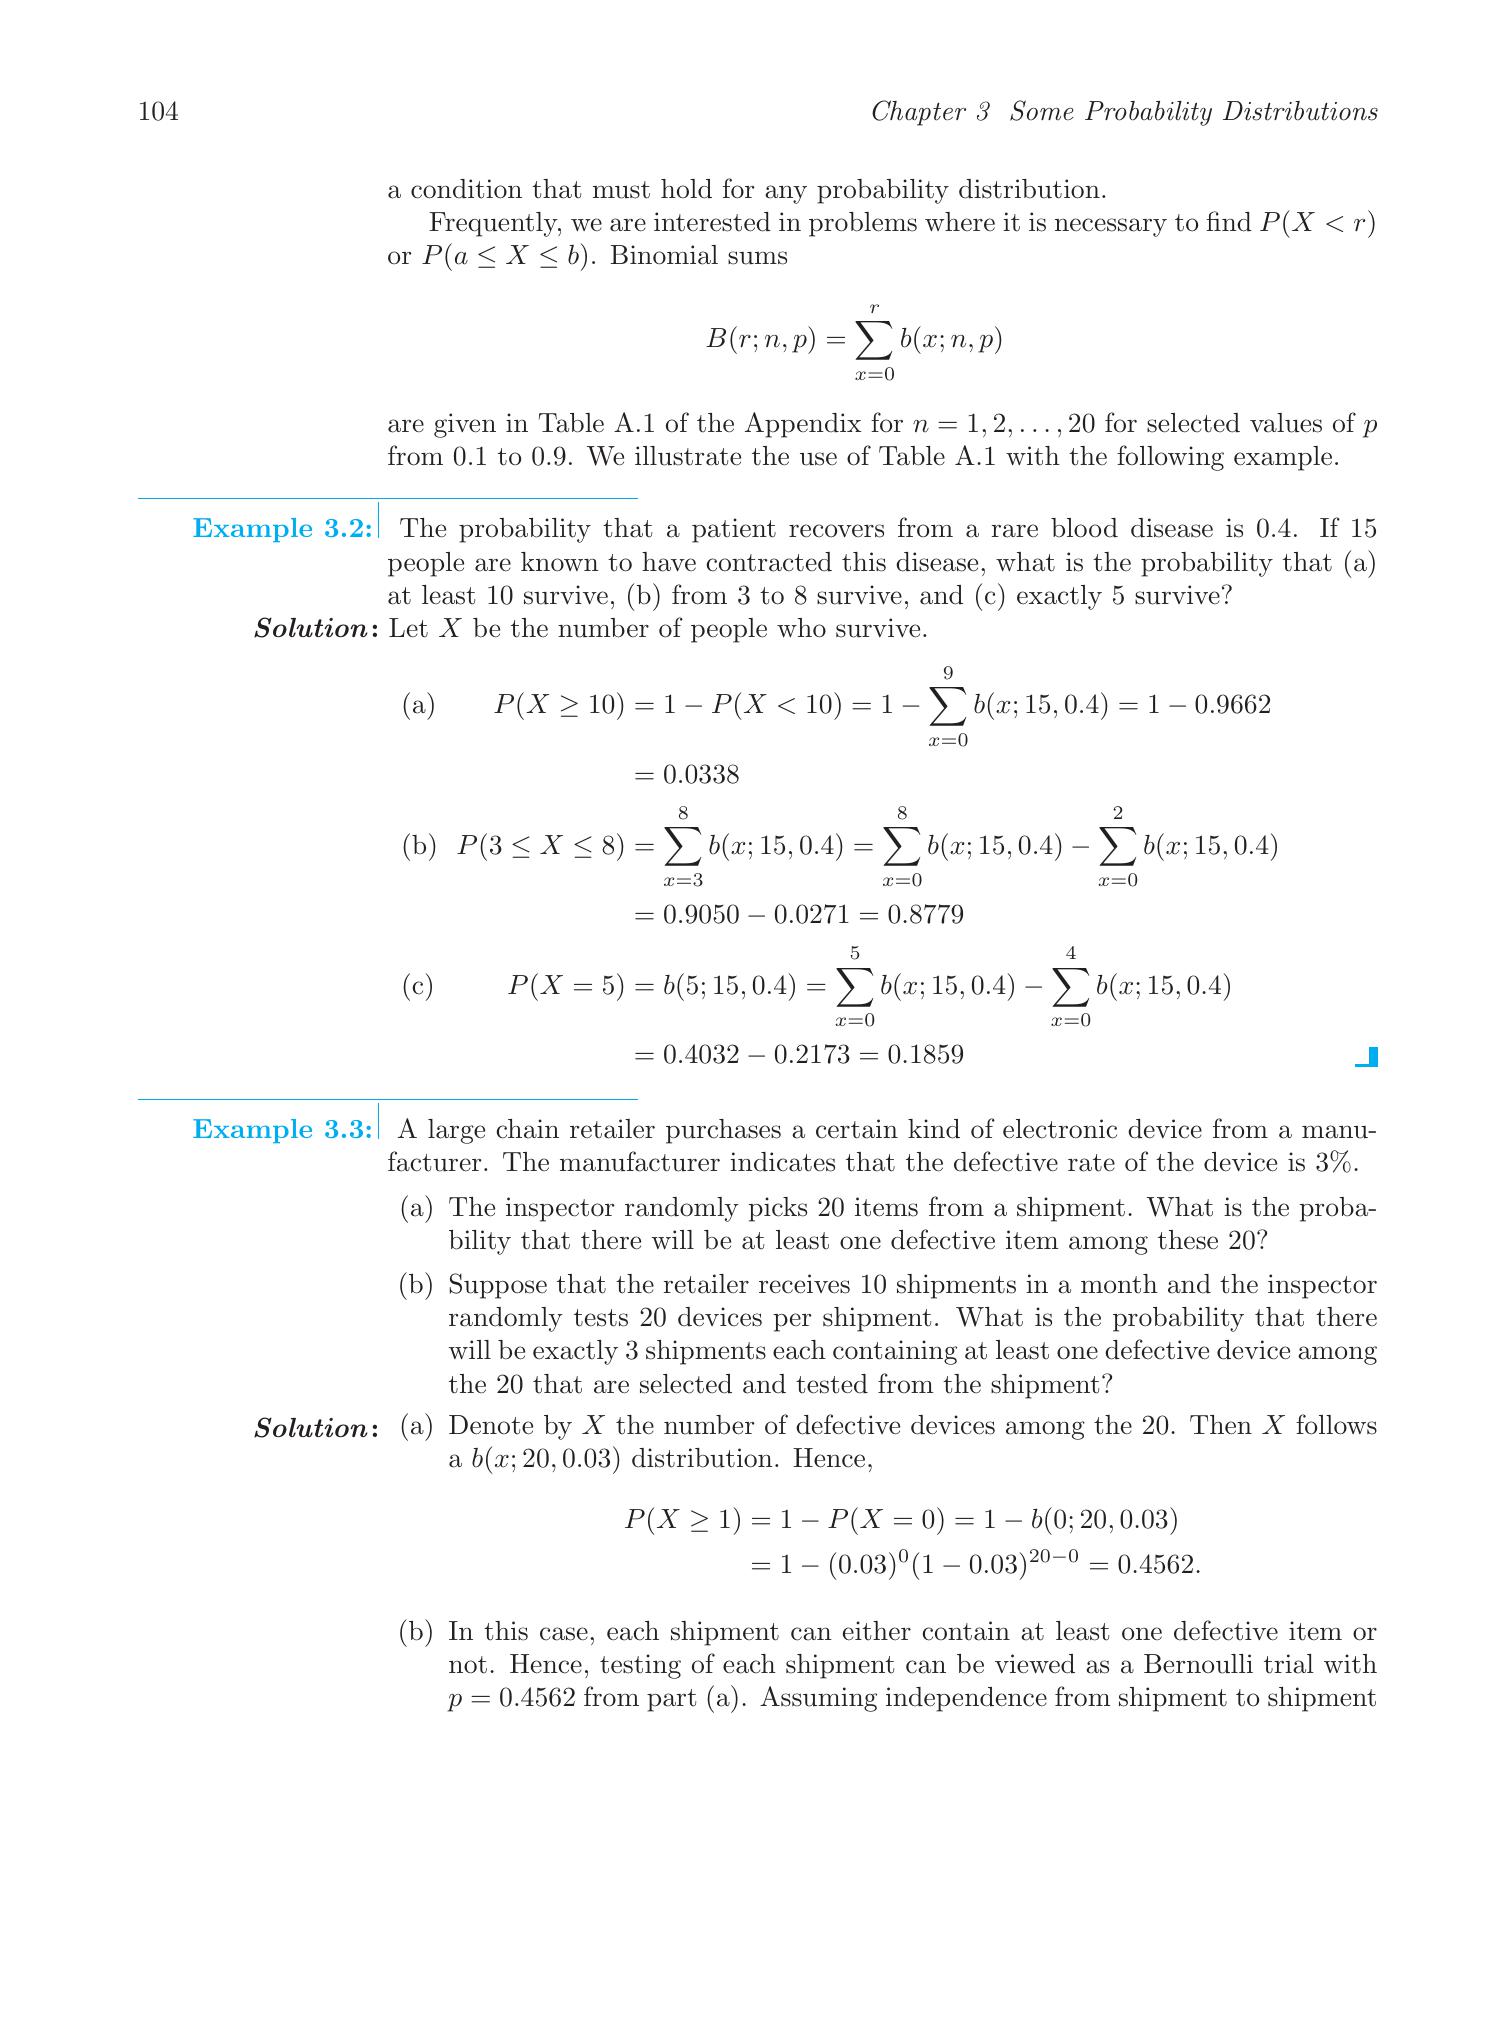 104 Chapter 3 Some Probability Distributions
a condition that must hold for any probability distribution.
Frequently, we are interested in problems where it is necessary to find P(X < r)
or P(a ≤ X ≤ b). Binomial sums
B(r; n, p) = ∑_{x=0}^{r} b(x; n, p)
are given in Table A.1 of the Appendix for n = 1, 2, . . . , 20 for selected values of p
from 0.1 to 0.9. We illustrate the use of Table A.1 with the following example.
Example 3.2: The probability that a patient recovers from a rare blood disease is 0.4. If 15
people are known to have contracted this disease, what is the probability that (a)
at least 10 survive, (b) from 3 to 8 survive, and (c) exactly 5 survive?
Solution: Let X be the number of people who survive.
(a) P(X ≥ 10) = 1 − P(X < 10) = 1 − ∑_{x=0}^{9} b(x; 15, 0.4) = 1 − 0.9662
= 0.0338
(b) P(3 ≤ X ≤ 8) = ∑_{x=3}^{8} b(x; 15, 0.4) = ∑_{x=0}^{8} b(x; 15, 0.4) − ∑_{x=0}^{2} b(x; 15, 0.4)
= 0.9050 − 0.0271 = 0.8779
(c) P(X = 5) = b(5; 15, 0.4) = ∑_{x=0}^{5} b(x; 15, 0.4) − ∑_{x=0}^{4} b(x; 15, 0.4)
= 0.4032 − 0.2173 = 0.1859
Example 3.3: A large chain retailer purchases a certain kind of electronic device from a manu-
facturer. The manufacturer indicates that the defective rate of the device is 3%.
(a) The inspector randomly picks 20 items from a shipment. What is the proba-
bility that there will be at least one defective item among these 20?
(b) Suppose that the retailer receives 10 shipments in a month and the inspector
randomly tests 20 devices per shipment. What is the probability that there
will be exactly 3 shipments each containing at least one defective device among
the 20 that are selected and tested from the shipment?
Solution: (a) Denote by X the number of defective devices among the 20. Then X follows
a b(x; 20, 0.03) distribution. Hence,
P(X ≥ 1) = 1 − P(X = 0) = 1 − b(0; 20, 0.03)
= 1 − (0.03)^0(1 − 0.03)^{20−0} = 0.4562.
(b) In this case, each shipment can either contain at least one defective item or
not. Hence, testing of each shipment can be viewed as a Bernoulli trial with
p = 0.4562 from part (a). Assuming independence from shipment to shipment